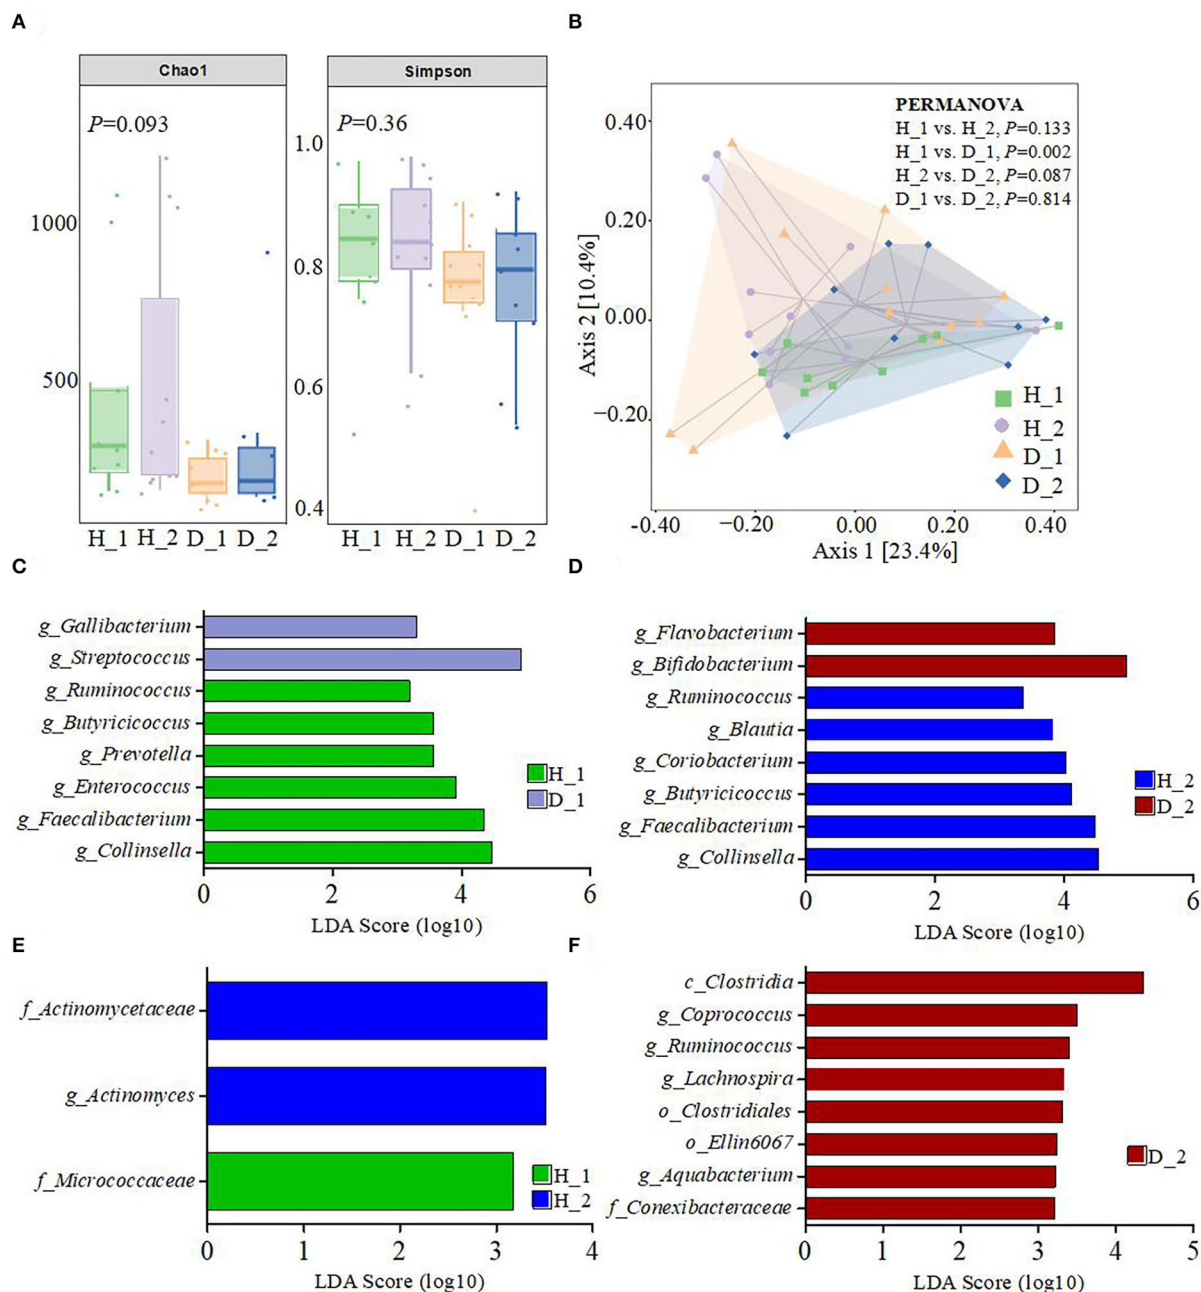 A
Chao1
P=0.093
1000
500
H_1 H_2 D_1 D_2
Simpson
P=0.36
1.0
0.8
0.6
0.4
H_1 H_2 D_1 D_2
B
PERMANOVA
H_1 vs. H_2, P=0.133
H_1 vs. D_1, P=0.002
H_2 vs. D_2, P=0.087
D_1 vs. D_2, P=0.814
Axis 2 [10.4%]
0.40
0.20
0.00
−0.20
H_1
H_2
D_1
D_2
-0.40 −0.20 0.00 0.20 0.40
Axis 1 [23.4%]
C
g_Gallibacterium
g_Streptococcus
g_Ruminococcus
g_Butyricicoccus
g_Prevotella
g_Enterococcus
g_Faecalibacterium
g_Collinsella
H_1
D_1
0 2 4 6
LDA Score (log10)
D
g_Flavobacterium
g_Bifidobacterium
g_Ruminococcus
g_Blautia
g_Coriobacterium
g_Butyricicoccus
g_Faecalibacterium
g_Collinsella
H_2
D_2
0 2 4 6
LDA Score (log10)
E
f_Actinomycetaceae
g_Actinomyces
f_Micrococcaceae
H_1
H_2
0 1 2 3 4
LDA Score (log10)
F
c_Clostridia
g_Coprococcus
g_Ruminococcus
g_Lachnospira
o_Clostridiales
o_Ellin6067
g_Aquabacterium
f_Conexibacteraceae
D_2
0 1 2 3 4 5
LDA Score (log10)